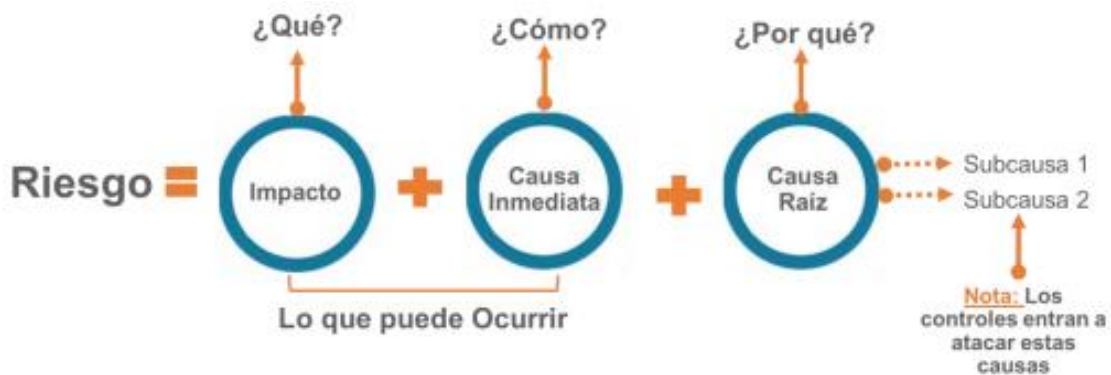 ¿Qué?
¿Cómo?
¿Por qué?
Riesgo =
Impacto
+
Causa
Inmediata
+
Causa
Raíz
Subcausa 1
Subcausa 2
Lo que puede Ocurrir
Nota: Los
controles entran a
atacar estas
causas